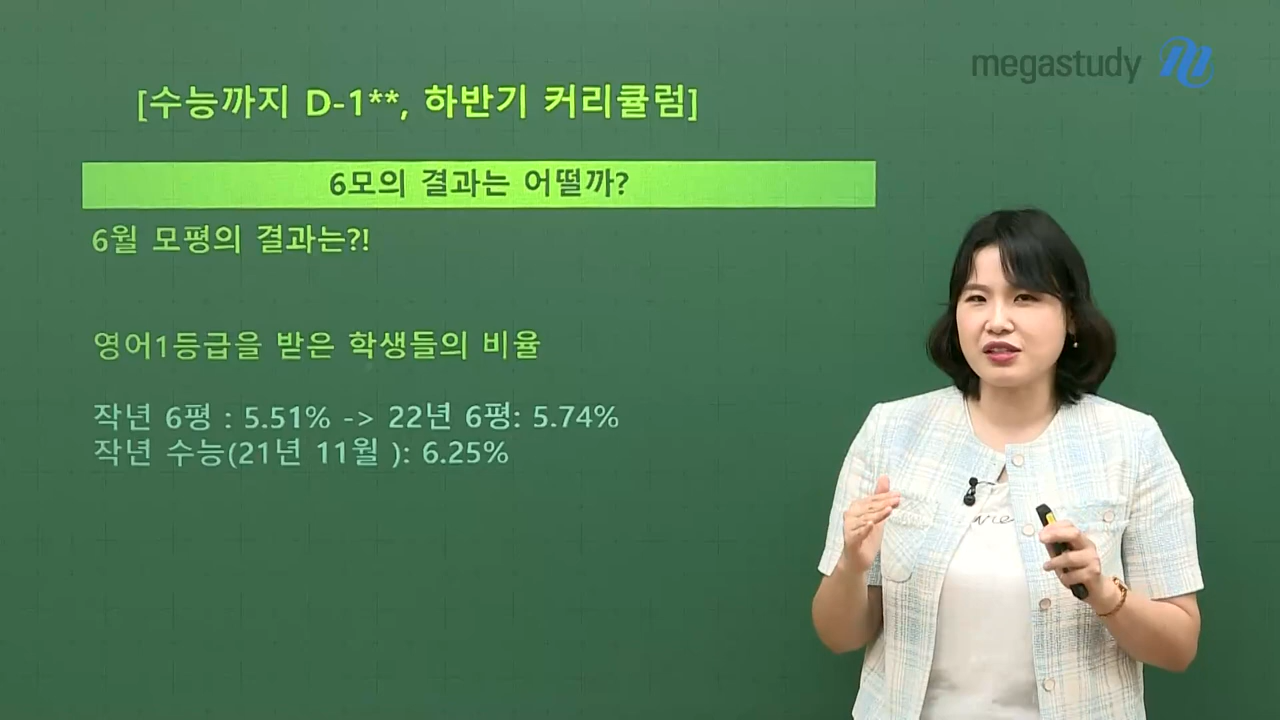 megastudy
[수능까지 D-1**, 하반기 커리큘럼]
6모의 결과는 어떨까?
6월 모평의 결과는?!
영어1등급을 받은 학생들의 비율
작년 6평 : 5.51% -> 22년 6평: 5.74%
작년 수능(21년 11월 ): 6.25%